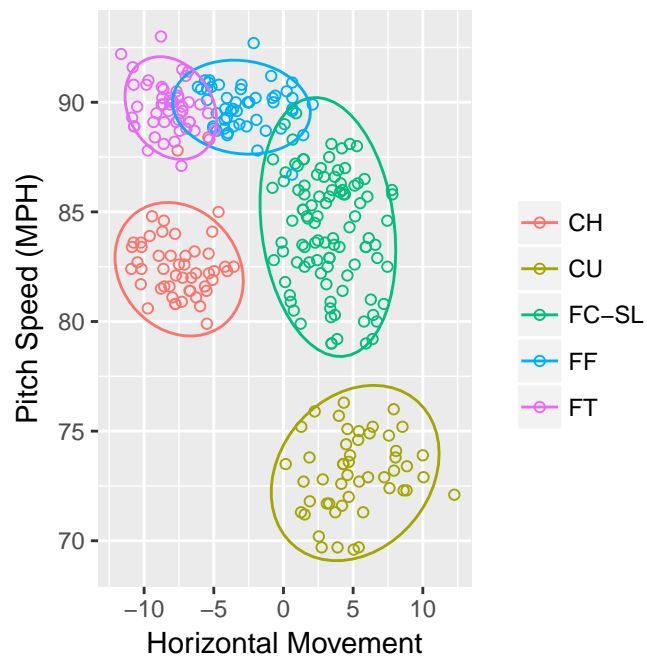 90
85
80
75
70
Pitch Speed (MPH)
−10
−5
0
5
10
Horizontal Movement
CH
CU
FC−SL
FF
FT